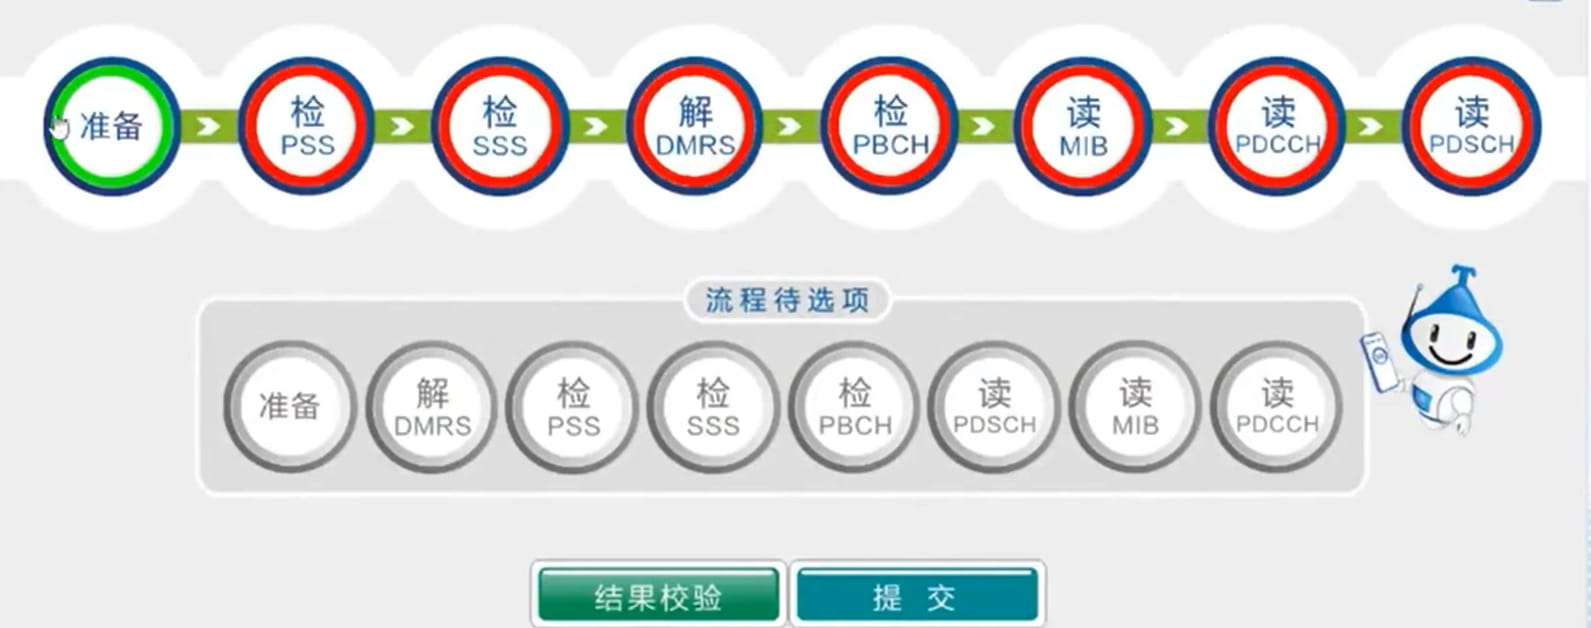 准备
检
PSS
检
SSS
解
DMRS
检
PBCH
读
MIB
读
PDCCH
读
PDSCH
流程待选项
准备
解
DMRS
检
PSS
检
SSS
检
PBCH
读
PDSCH
读
MIB
读
PDCCH
结果校验
提 交